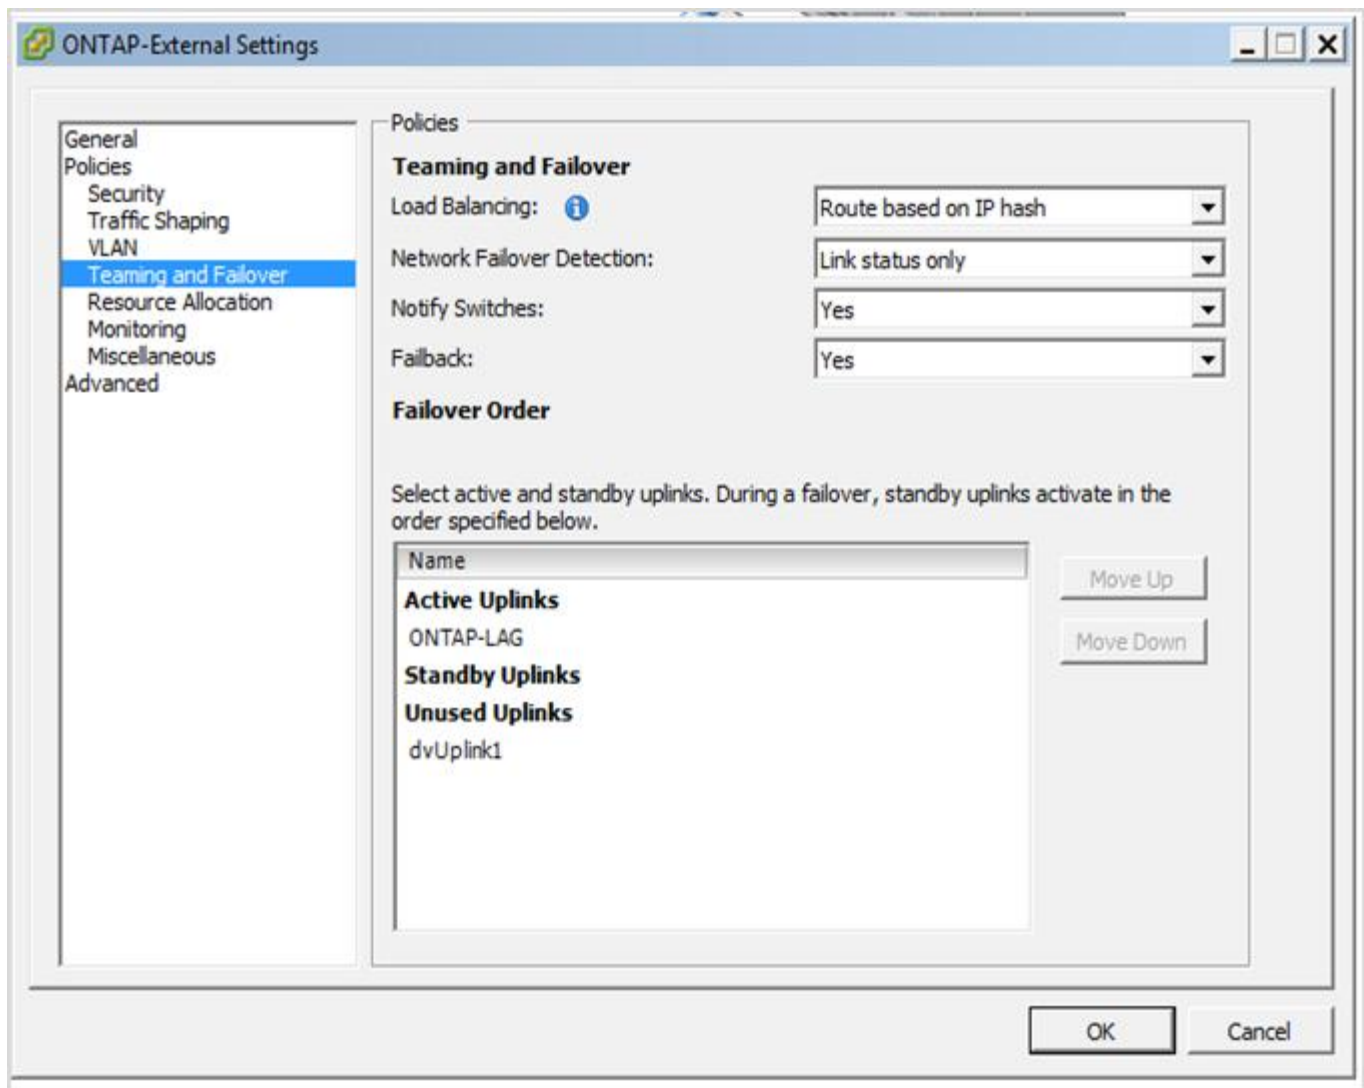 ONTAP-External Settings
General
Policies
Security
Traffic Shaping
VLAN
Teaming and Failover
Resource Allocation
Monitoring
Miscellaneous
Advanced
Policies
Teaming and Failover
Load Balancing:
Route based on IP hash
Network Failover Detection:
Link status only
Notify Switches:
Yes
Failback:
Yes
Failover Order
Select active and standby uplinks. During a failover, standby uplinks activate in the
order specified below.
Name
Active Uplinks
ONTAP-LAG
Standby Uplinks
Unused Uplinks
dvUplink1
Move Up
Move Down
OK
Cancel